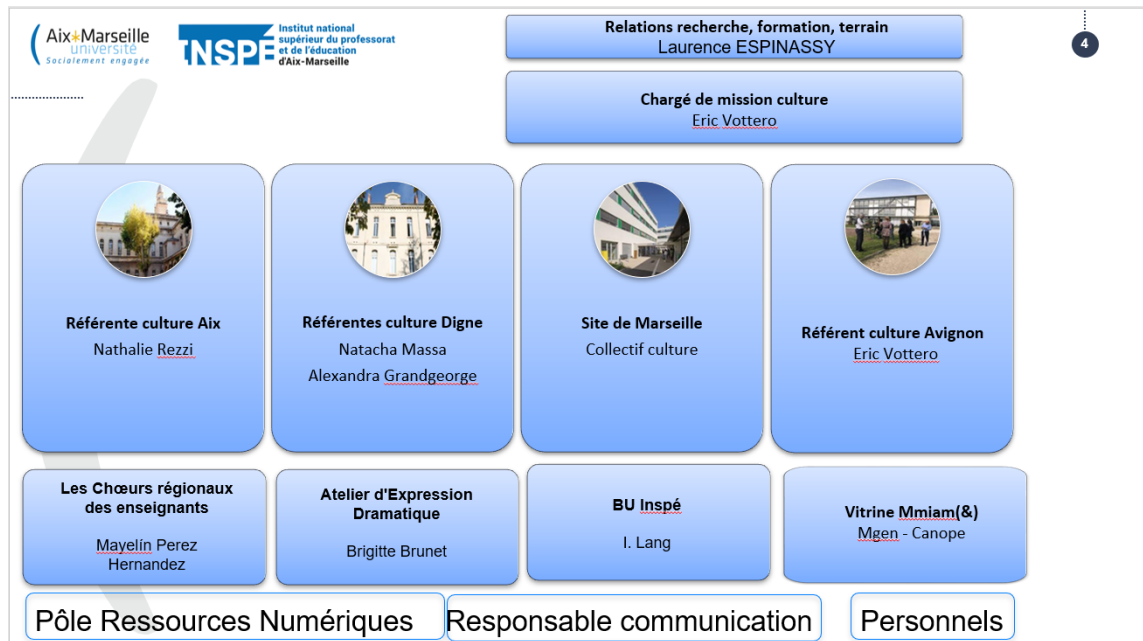 Aix*Marseille
université
Socialement engagée
INSPÉ
Institut national
supérieur du professorat
et de l'éducation
d'Aix-Marseille
Relations recherche, formation, terrain
Laurence ESPINASSY
4
Chargé de mission culture
Eric Vottero
Référente culture Aix
Nathalie Rezzi
Référentes culture Digne
Natacha Massa
Alexandra Grandgeorge
Site de Marseille
Collectif culture
Référent culture Avignon
Eric Vottero
Les Chœurs régionaux
des enseignants
Mayelín Perez
Hernandez
Atelier d'Expression
Dramatique
Brigitte Brunet
BU Inspé
I. Lang
Vitrine Mmiam(&)
Mgen - Canope
Pôle Ressources Numériques
Responsable communication
Personnels